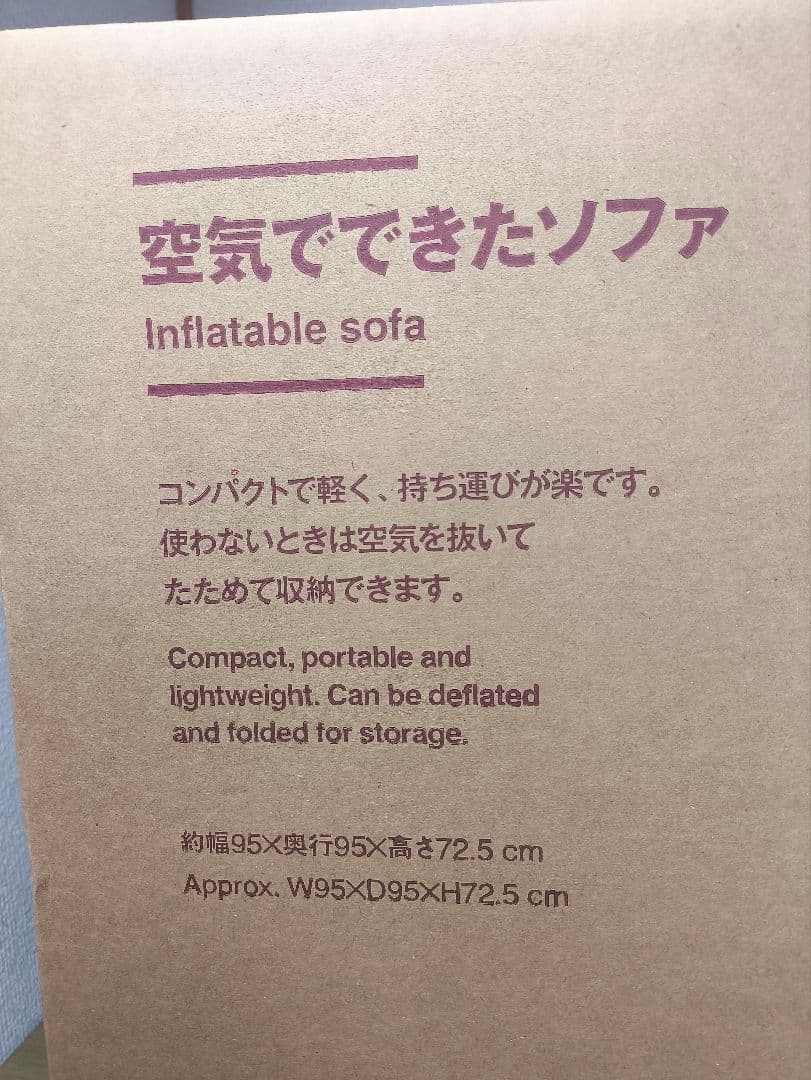 空気でできたソファ
Inflatable sofa
コンパクトで軽く、持ち運びが楽です。
使わないときは空気を抜いて
たためて収納できます。
Compact, portable and
lightweight. Can be deflated
and folded for storage.
約幅95×奥行95×高さ72.5 cm
Approx. W95×D95×H72.5 cm